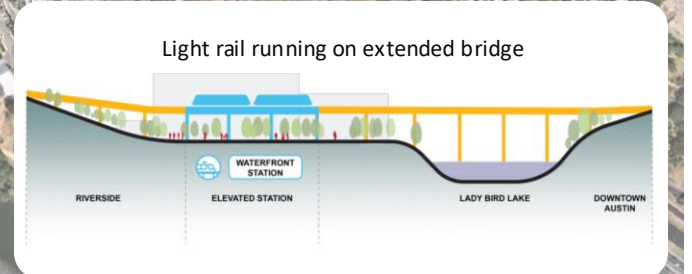 Light rail running on extended bridge
WATERFRONT
STATION
RIVERSIDE
ELEVATED STATION
LADY BIRD LAKE
DOWNTOWN
AUSTIN